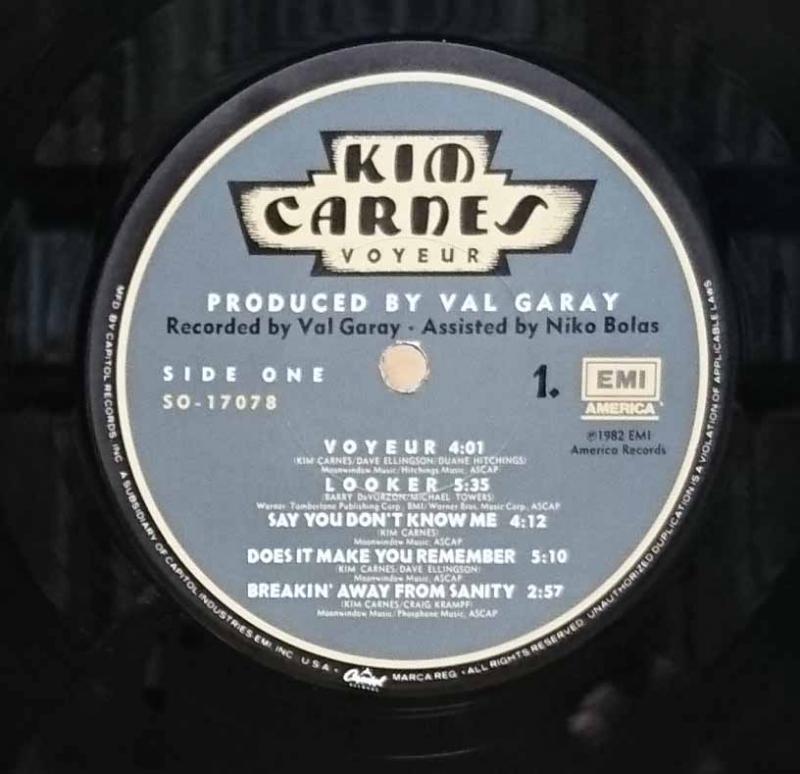 KIM
CARNES
VOYEUR
PRODUCED BY VAL GARAY
Recorded by Val Garay • Assisted by Niko Bolas
SIDE ONE
SO-17078
1.
EMI
AMERICA
℗1982 EMI
America Records
VOYEUR 4:01
(KIM CARNES/DAVE ELLINGSON/DUANE HITCHINGS)
Moonwindow Music/Hitchings Music, ASCAP
LOOKER 5:35
(BARRY DeVORZON/MICHAEL TOWERS)
Warner-Tamberlane Publishing Corp., BMI/Warner Bros. Music Corp., ASCAP
SAY YOU DON'T KNOW ME 4:12
(KIM CARNES)
Moonwindow Music, ASCAP
DOES IT MAKE YOU REMEMBER 5:10
(KIM CARNES/DAVE ELLINGSON)
Moonwindow Music, ASCAP
BREAKIN' AWAY FROM SANITY 2:57
(KIM CARNES/CRAIG KRAMPF)
Moonwindow Music/Phosphene Music, ASCAP
MFD. BY CAPITOL RECORDS, INC. A SUBSIDIARY OF CAPITOL INDUSTRIES-EMI, INC. U.S.A. • Capitol RECORDS MARCA REG. • ALL RIGHTS RESERVED. UNAUTHORIZED DUPLICATION IS A VIOLATION OF APPLICABLE LAWS